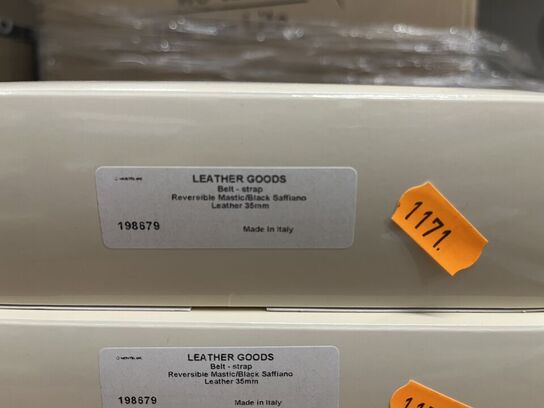 LEATHER GOODS
Belt - strap
Reversible Mastic/Black Saffiano
Leather 35mm
198679 Made in Italy
1171.
LEATHER GOODS
Belt - strap
Reversible Mastic/Black Saffiano
Leather 35mm
198679 Made in Italy